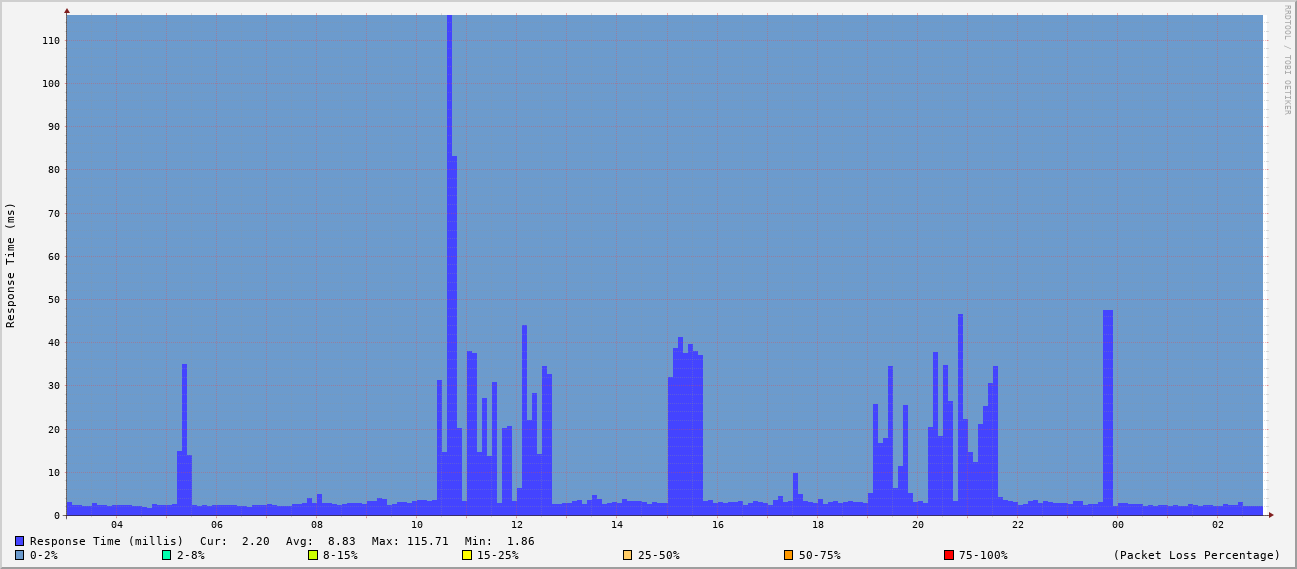 RRDTOOL / TOBI OETIKER
Response Time (ms)
110
100
90
80
70
60
50
40
30
20
10
0
04 06 08 10 12 14 16 18 20 22 00 02
Response Time (millis) Cur: 2.20 Avg: 8.83 Max: 115.71 Min: 1.86
0-2% 2-8% 8-15% 15-25% 25-50% 50-75% 75-100% (Packet Loss Percentage)